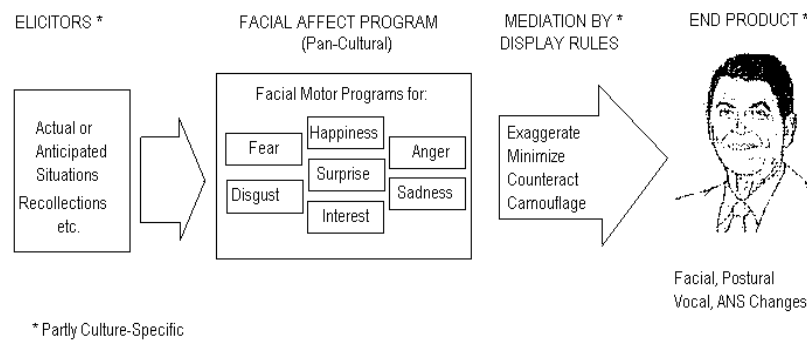 ELICITORS *
FACIAL AFFECT PROGRAM
(Pan-Cultural)
MEDIATION BY *
DISPLAY RULES
END PRODUCT *
Actual or
Anticipated
Situations
Recollections
etc.
Facial Motor Programs for:
Happiness
Fear
Anger
Surprise
Disgust
Sadness
Interest
Exaggerate
Minimize
Counteract
Camouflage
Facial, Postural
Vocal, ANS Changes
* Partly Culture-Specific